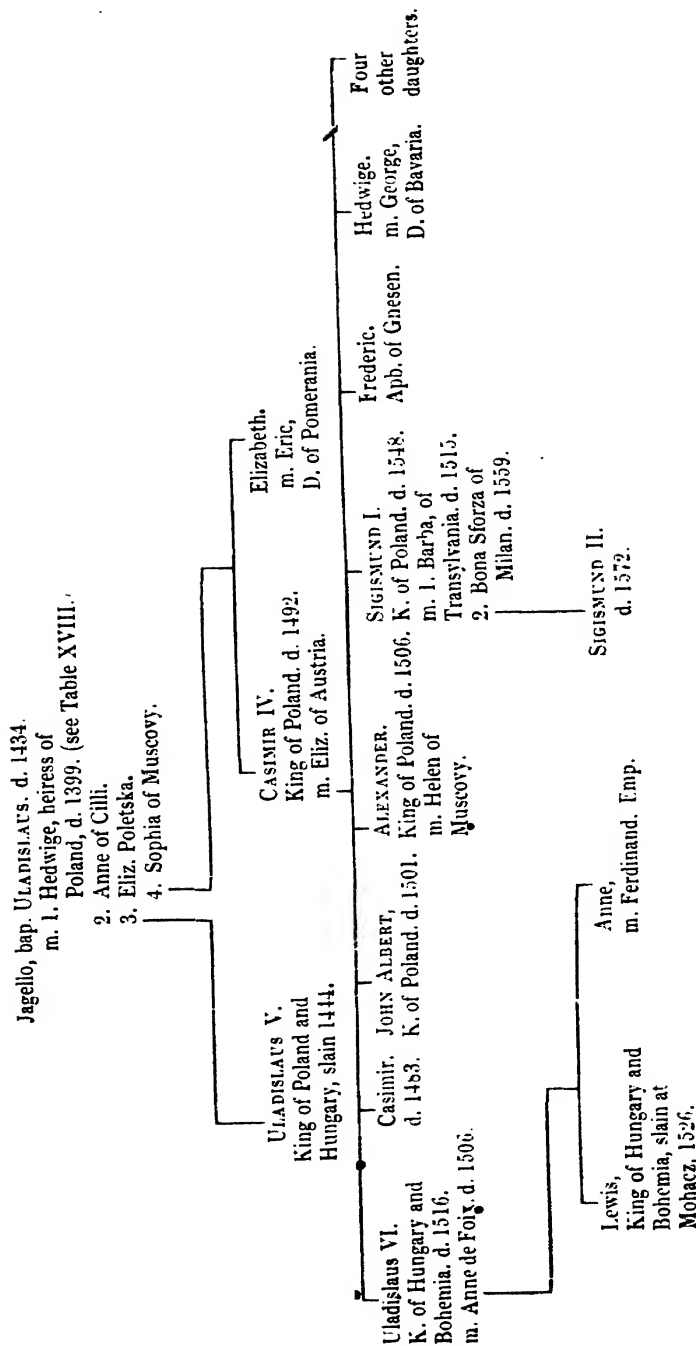 Jagello, bap. ULADISLAUS. d. 1434.
m. 1. Hedwige, heiress of
Poland, d. 1399. (see Table XVIII.
2. Anne of Cilli.
3. Eliz. Poletska.
4. Sophia of Muscovy.
ULADISLAUS V.
King of Poland and
Hungary, slain 1444.
CASIMIR IV.
King of Poland. d. 1492.
m. Eliz. of Austria.
Elizabeth.
m. Eric,
D. of Pomerania.
Uladislaus VI.
K. of Hungary and
Bohemia. d. 1516.
m. Anne de Foix. d. 1506.
Casimir.
d. 1483.
JOHN ALBERT,
K. of Poland. d. 1501.
ALEXANDER.
King of Poland. d. 1506.
m. Helen of
Muscovy.
SIGISMUND I.
K. of Poland. d. 1548.
m. 1. Barba, of
Transylvania. d. 1515.
2. Bona Sforza of
Milan. d. 1559.
Frederic.
Apb. of Gnesen.
Hedwige.
m. George,
D. of Bavaria.
Four
other
daughters.
Lewis,
King of Hungary and
Bohemia, slain at
Mohacz, 1526.
Anne,
m. Ferdinand. Emp.
SIGISMUND II.
d. 1572.